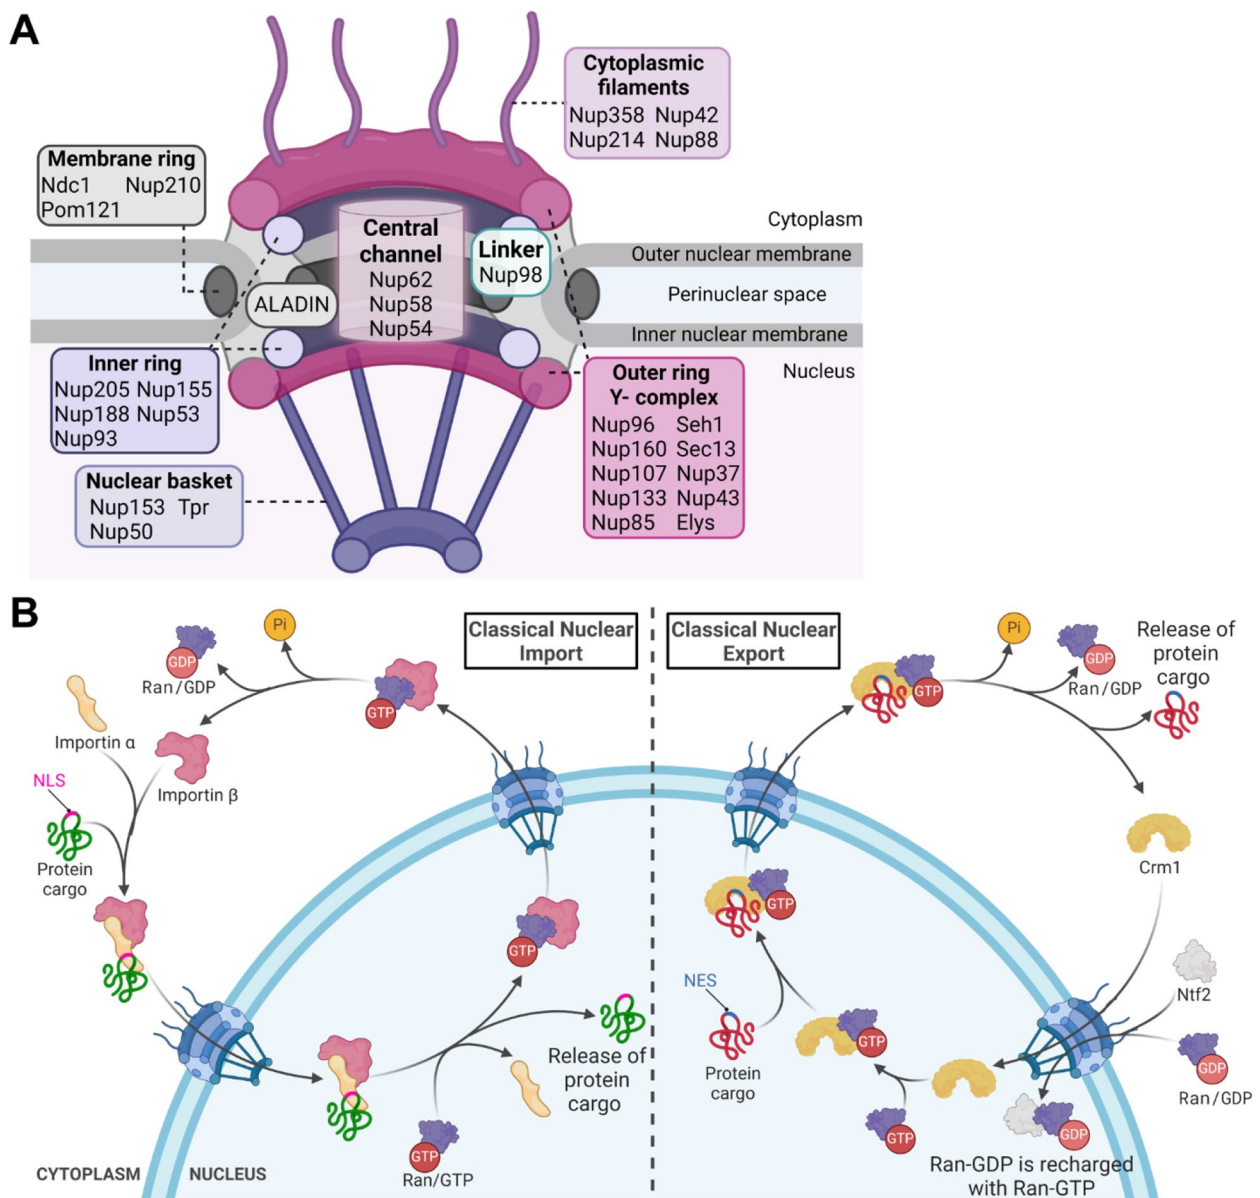 A
Cytoplasmic
filaments
Nup358 Nup42
Nup214 Nup88
Membrane ring
Ndc1 Nup210
Pom121
Cytoplasm
Central
channel
Nup62
Nup58
Nup54
Linker
Nup98
Outer nuclear membrane
ALADIN
Perinuclear space
Inner nuclear membrane
Nucleus
Inner ring
Nup205 Nup155
Nup188 Nup53
Nup93
Outer ring
Y- complex
Nup96 Seh1
Nup160 Sec13
Nup107 Nup37
Nup133 Nup43
Nup85 Elys
Nuclear basket
Nup153 Tpr
Nup50
B
Classical Nuclear
Import
Pi
GDP
Ran/GDP
GTP
Importin α
Importin β
NLS
Protein
cargo
GTP
Release of
protein
cargo
GTP
Ran/GTP
CYTOPLASM
NUCLEUS
Classical Nuclear
Export
Pi
GTP
GDP
Ran/GDP
Release of
protein
cargo
Crm1
GTP
NES
Protein
cargo
GTP
GTP
Ntf2
GDP
Ran/GDP
GDP
Ran-GDP is recharged
with Ran-GTP